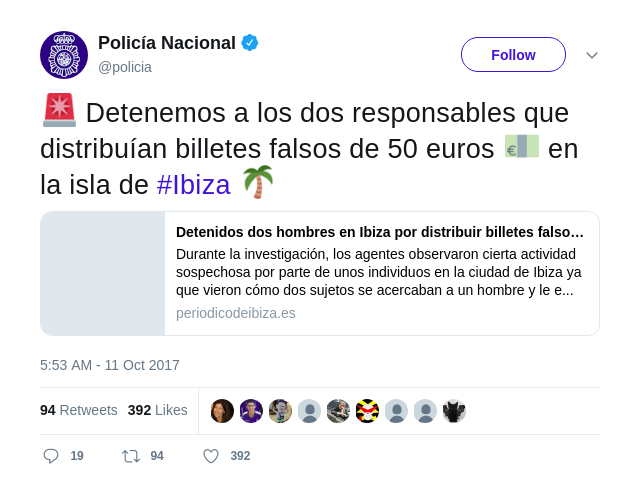 Policía Nacional
@policia
Follow
🚨 Detenemos a los dos responsables que
distribuían billetes falsos de 50 euros 💶 en
la isla de #Ibiza 🌴
Detenidos dos hombres en Ibiza por distribuir billetes falso…
Durante la investigación, los agentes observaron cierta actividad
sospechosa por parte de unos individuos en la ciudad de Ibiza ya
que vieron cómo dos sujetos se acercaban a un hombre y le e...
periodicodeibiza.es
5:53 AM - 11 Oct 2017
94 Retweets 392 Likes
19 94 392